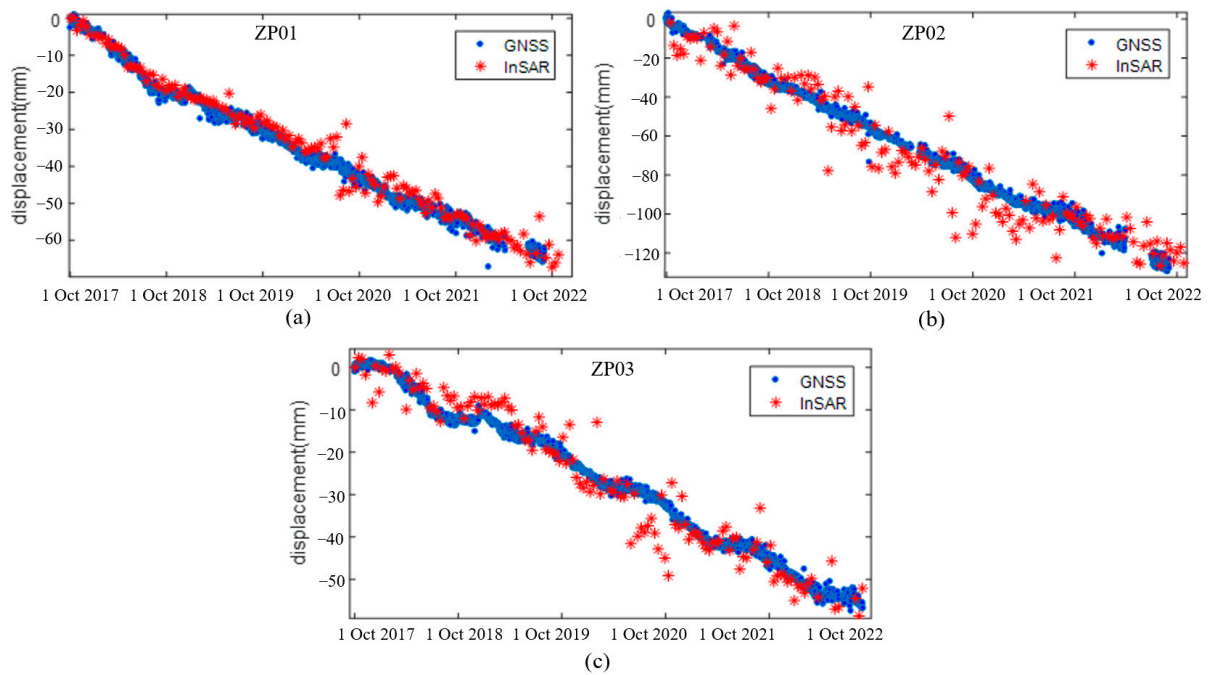 ZP01
GNSS
InSAR
displacement(mm)
0
−10
−20
−30
−40
−50
−60
1 Oct 2017 1 Oct 2018 1 Oct 2019 1 Oct 2020 1 Oct 2021 1 Oct 2022
(a)
ZP02
GNSS
InSAR
displacement(mm)
0
−20
−40
−60
−80
−100
−120
1 Oct 2017 1 Oct 2018 1 Oct 2019 1 Oct 2020 1 Oct 2021 1 Oct 2022
(b)
ZP03
GNSS
InSAR
displacement(mm)
0
−10
−20
−30
−40
−50
1 Oct 2017 1 Oct 2018 1 Oct 2019 1 Oct 2020 1 Oct 2021 1 Oct 2022
(c)